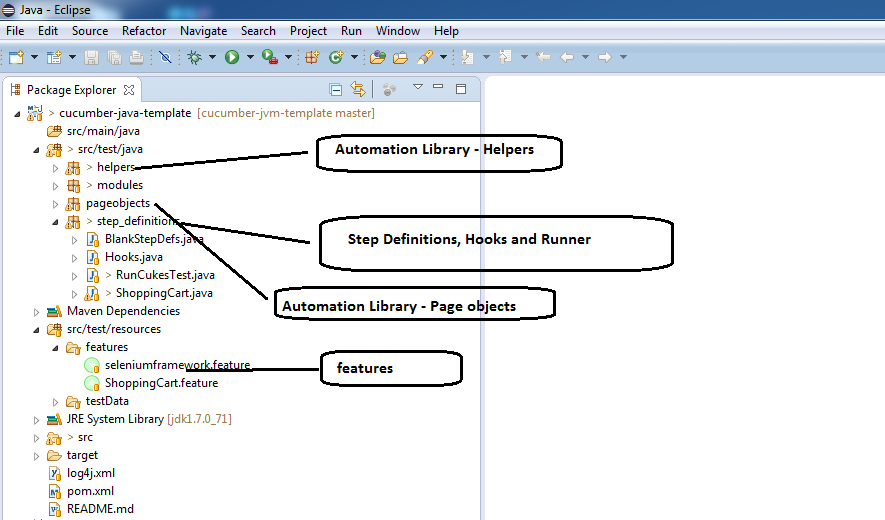 Java - Eclipse
File Edit Source Refactor Navigate Search Project Run Window Help
Package Explorer
> cucumber-java-template [cucumber-jvm-template master]
src/main/java
> src/test/java
> helpers
Automation Library - Helpers
> modules
pageobjects
> step_definitions
BlankStepDefs.java
Step Definitions, Hooks and Runner
Hooks.java
> RunCukesTest.java
> ShoppingCart.java
Automation Library - Page objects
Maven Dependencies
src/test/resources
features
seleniumframework.feature
features
ShoppingCart.feature
testData
JRE System Library [jdk1.7.0_71]
> src
target
log4j.xml
pom.xml
README.md